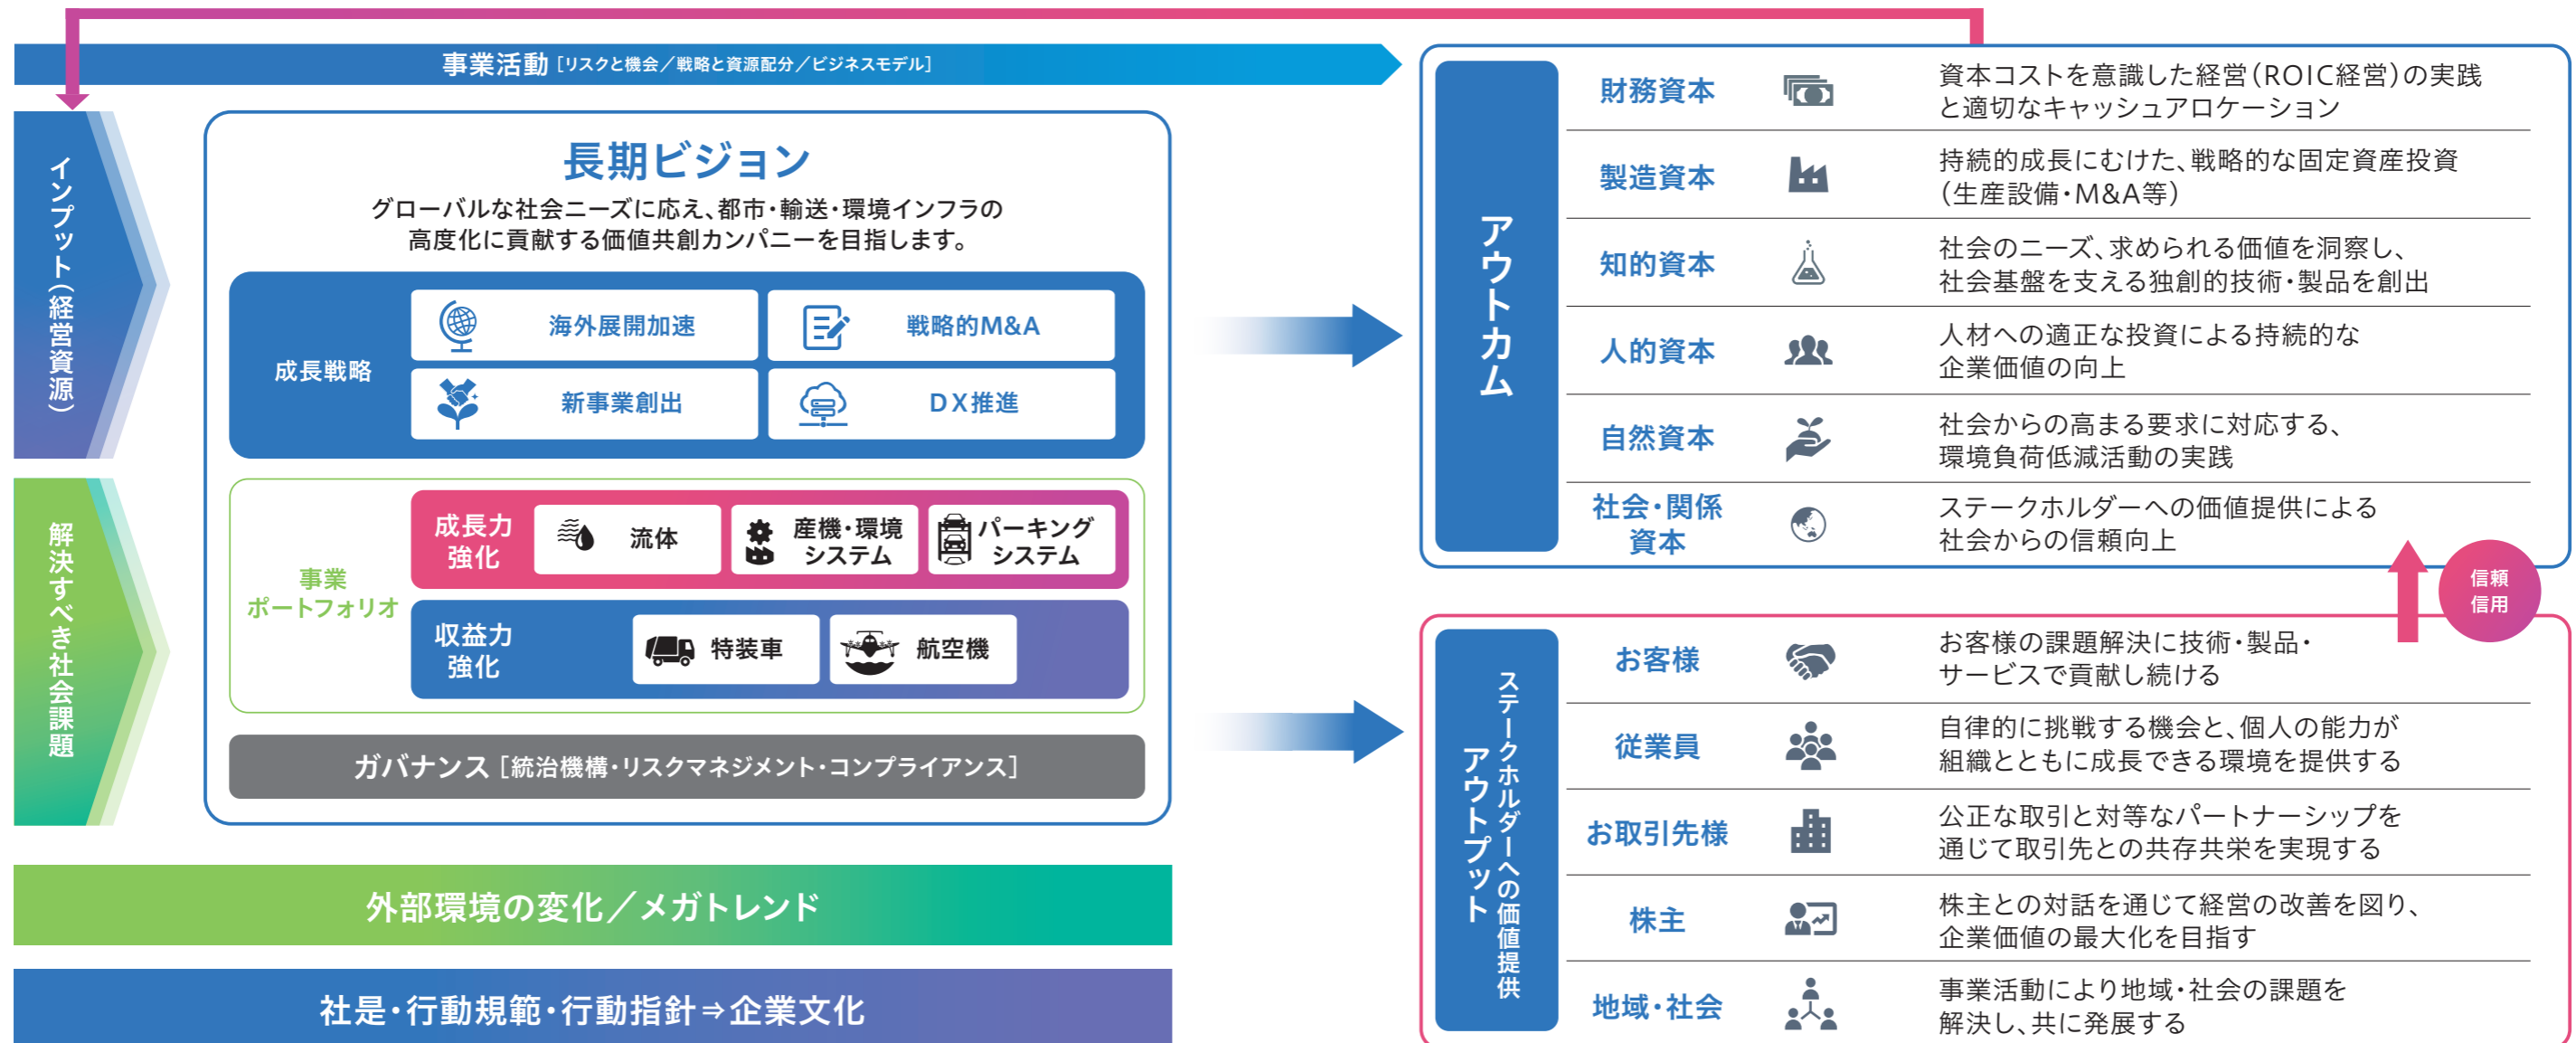 事業活動［リスクと機会／戦略と資源配分／ビジネスモデル］
インプット（経営資源）
解決すべき社会課題
長期ビジョン
グローバルな社会ニーズに応え、都市・輸送・環境インフラの
高度化に貢献する価値共創カンパニーを目指します。
成長戦略
海外展開加速
戦略的M&A
新事業創出
DX推進
事業
ポートフォリオ
成長力
強化
流体
産機・環境
システム
パーキング
システム
収益力
強化
特装車
航空機
ガバナンス［統治機構・リスクマネジメント・コンプライアンス］
外部環境の変化／メガトレンド
社是・行動規範・行動指針⇒企業文化
アウトカム
財務資本
資本コストを意識した経営（ROIC経営）の実践
と適切なキャッシュアロケーション
製造資本
持続的成長にむけた、戦略的な固定資産投資
（生産設備・M&A等）
知的資本
社会のニーズ、求められる価値を洞察し、
社会基盤を支える独創的技術・製品を創出
人的資本
人材への適正な投資による持続的な
企業価値の向上
自然資本
社会からの高まる要求に対応する、
環境負荷低減活動の実践
社会・関係
資本
ステークホルダーへの価値提供による
社会からの信頼向上
信頼
信用
ステークホルダーへの価値提供
アウトプット
お客様
お客様の課題解決に技術・製品・
サービスで貢献し続ける
従業員
自律的に挑戦する機会と、個人の能力が
組織とともに成長できる環境を提供する
お取引先様
公正な取引と対等なパートナーシップを
通じて取引先との共存共栄を実現する
株主
株主との対話を通じて経営の改善を図り、
企業価値の最大化を目指す
地域・社会
事業活動により地域・社会の課題を
解決し、共に発展する